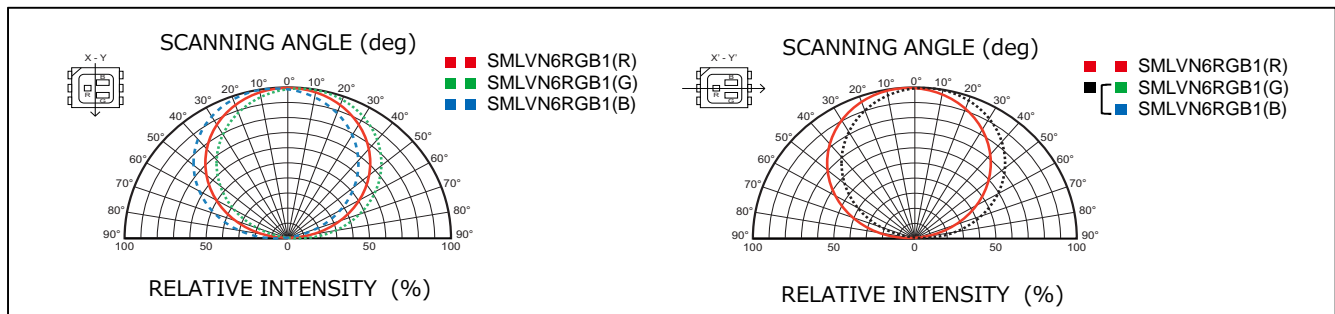 SCANNING ANGLE (deg)
X - Y
B
R
G
SMLVN6RGB1(R)
SMLVN6RGB1(G)
SMLVN6RGB1(B)
0°
10° 10°
20° 20°
30° 30°
40° 40°
50° 50°
60° 60°
70° 70°
80° 80°
90° 90°
100 50 0 50 100
RELATIVE INTENSITY (%)
SCANNING ANGLE (deg)
X' - Y'
B
R
G
SMLVN6RGB1(R)
SMLVN6RGB1(G)
SMLVN6RGB1(B)
0°
10° 10°
20° 20°
30° 30°
40° 40°
50° 50°
60° 60°
70° 70°
80° 80°
90° 90°
100 50 0 50 100
RELATIVE INTENSITY (%)